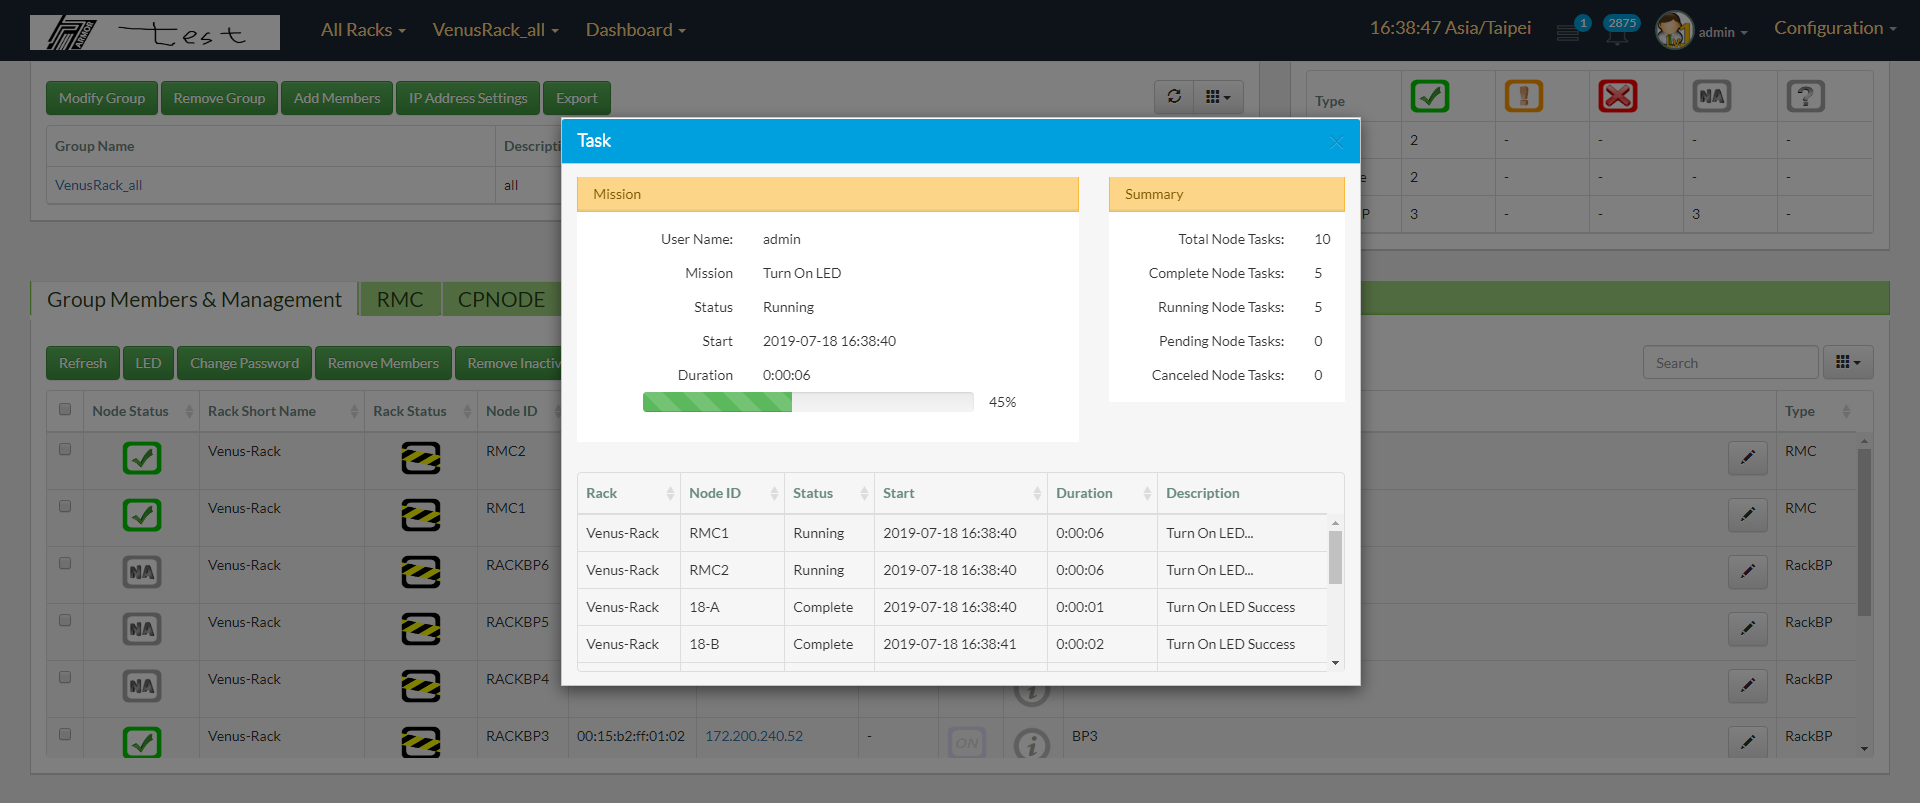 ARMOR test All Racks VenusRack_all Dashboard 16:38:47 Asia/Taipei 1 2875 admin Configuration
Modify Group Remove Group Add Members IP Address Settings Export
Group Name Descripti
VenusRack_all all
Type NA ?
2 - - - -
e 2 - - - -
P 3 - - 3 -
Task
Mission
User Name: admin
Mission Turn On LED
Status Running
Start 2019-07-18 16:38:40
Duration 0:00:06
45%
Summary
Total Node Tasks: 10
Complete Node Tasks: 5
Running Node Tasks: 5
Pending Node Tasks: 0
Canceled Node Tasks: 0
Rack Node ID Status Start Duration Description
Venus-Rack RMC1 Running 2019-07-18 16:38:40 0:00:06 Turn On LED...
Venus-Rack RMC2 Running 2019-07-18 16:38:40 0:00:06 Turn On LED...
Venus-Rack 18-A Complete 2019-07-18 16:38:40 0:00:01 Turn On LED Success
Venus-Rack 18-B Complete 2019-07-18 16:38:41 0:00:02 Turn On LED Success
Group Members & Management RMC CPNODE
Refresh LED Change Password Remove Members Remove Inactiv Search
Node Status Rack Short Name Rack Status Node ID Type
Venus-Rack RMC2 RMC
Venus-Rack RMC1 RMC
NA Venus-Rack RACKBP6 RackBP
NA Venus-Rack RACKBP5 RackBP
NA Venus-Rack RACKBP4 RackBP
Venus-Rack RACKBP3 00:15:b2:ff:01:02 172.200.240.52 - ON BP3 RackBP